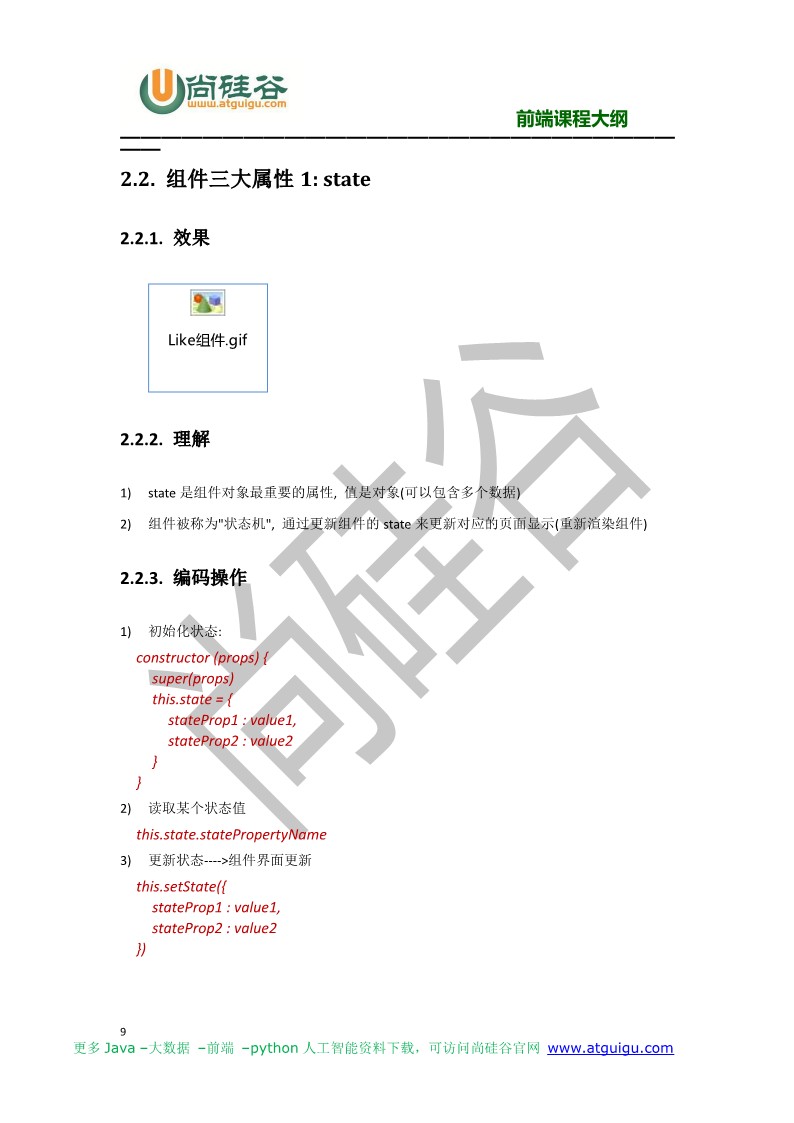 尚硅谷
www.atguigu.com
前端课程大纲
2.2. 组件三大属性 1: state
2.2.1. 效果
Like组件.gif
2.2.2. 理解
1) state 是组件对象最重要的属性, 值是对象(可以包含多个数据)
2) 组件被称为"状态机", 通过更新组件的 state 来更新对应的页面显示(重新渲染组件)
2.2.3. 编码操作
1) 初始化状态:
constructor (props) {
super(props)
this.state = {
stateProp1 : value1,
stateProp2 : value2
}
}
2) 读取某个状态值
this.state.statePropertyName
3) 更新状态---->组件界面更新
this.setState({
stateProp1 : value1,
stateProp2 : value2
})
尚硅谷
9
更多 Java –大数据 –前端 –python 人工智能资料下载，可访问尚硅谷官网 www.atguigu.com